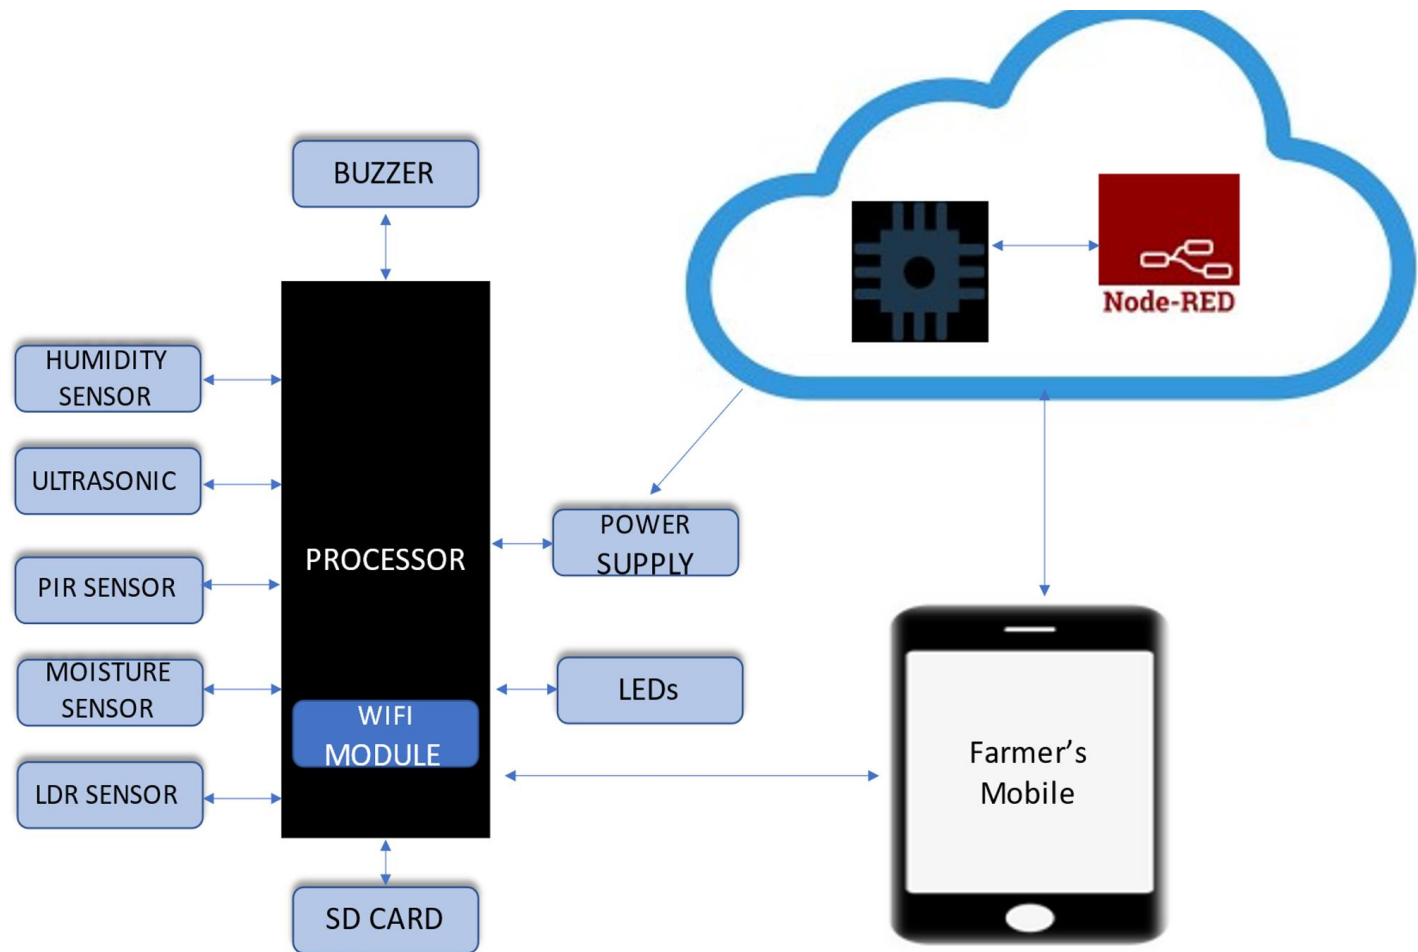 BUZZER
Node-RED
HUMIDITY
SENSOR
ULTRASONIC
PIR SENSOR
MOISTURE
SENSOR
LDR SENSOR
PROCESSOR
WIFI
MODULE
POWER
SUPPLY
LEDs
SD CARD
Farmer’s
Mobile